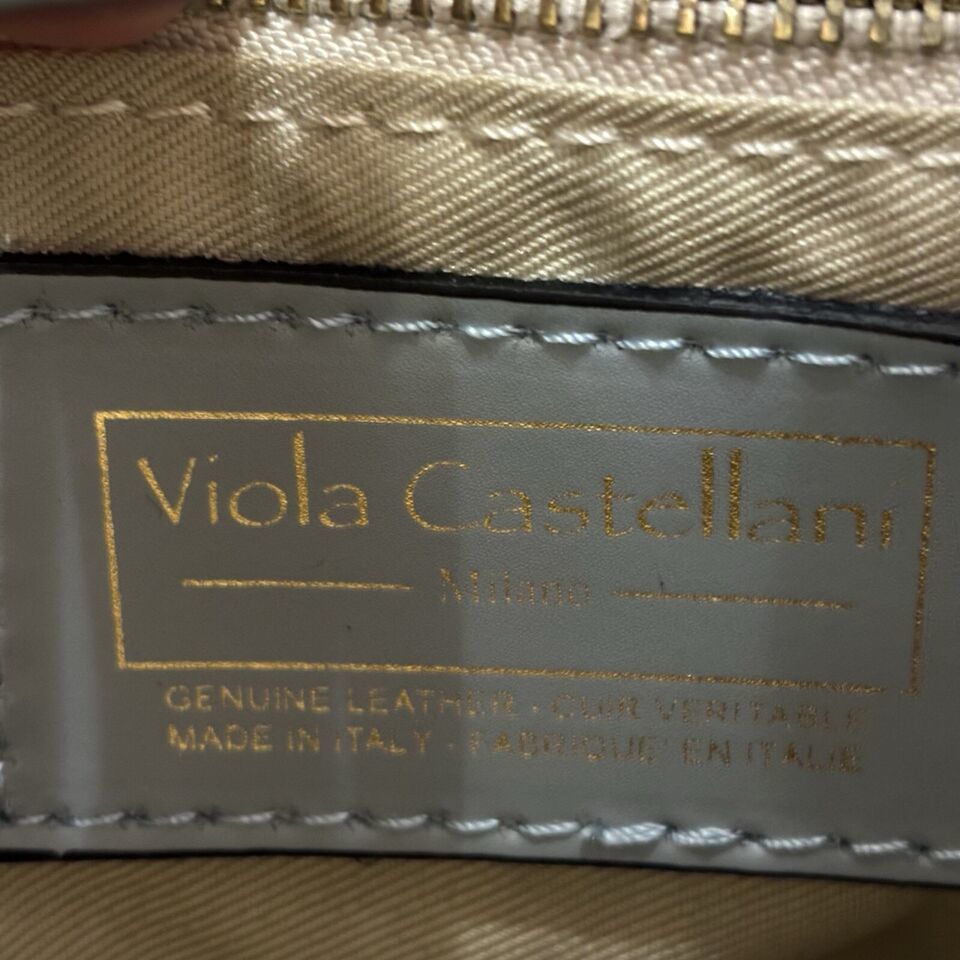 Viola Castellani
Milano
GENUINE LEATHER · CUIR VERITABLE
MADE IN ITALY · FABRIQUE' EN ITALIE